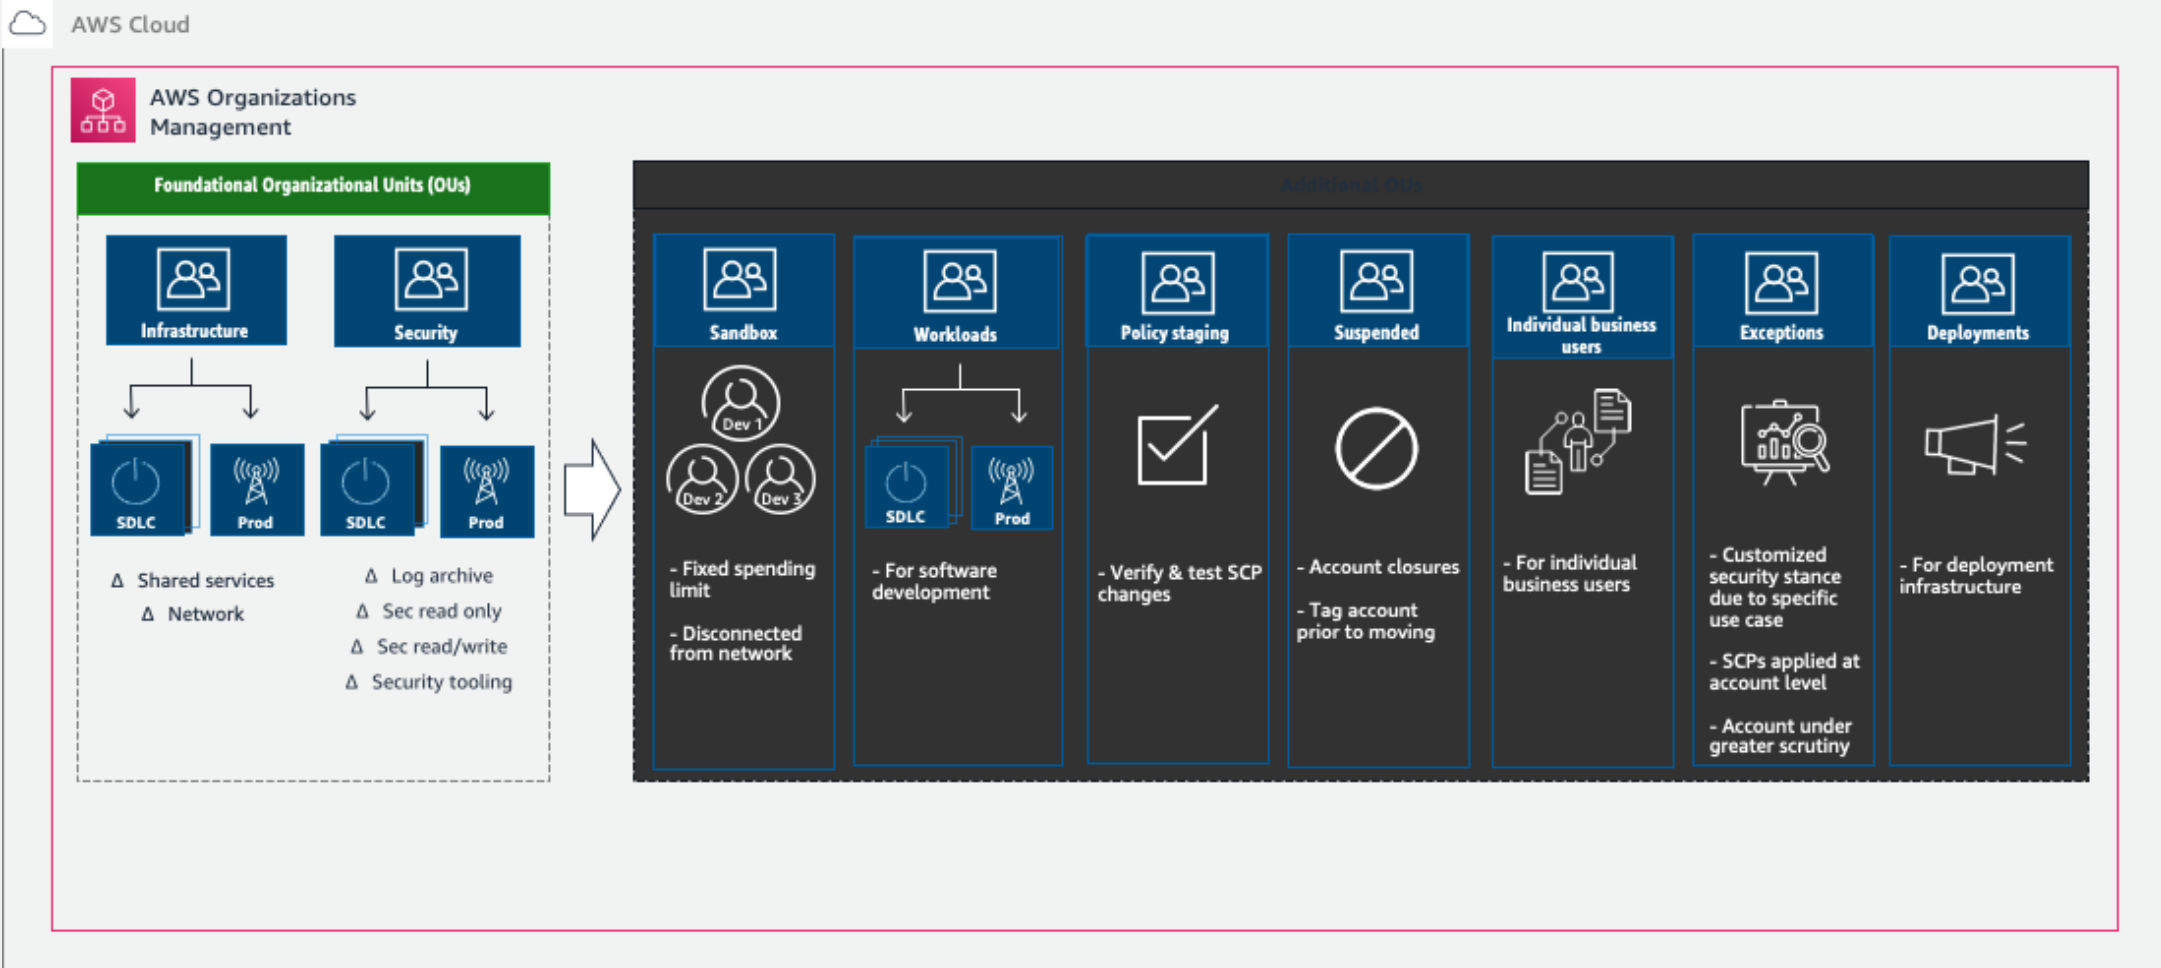 AWS Cloud
AWS Organizations
Management
Foundational Organizational Units (OUs)
Infrastructure
SDLC
Prod
Δ Shared services
Δ Network
Security
SDLC
Prod
Δ Log archive
Δ Sec read only
Δ Sec read/write
Δ Security tooling
Additional OUs
Sandbox
Dev 1
Dev 2
Dev 3
- Fixed spending
limit
- Disconnected
from network
Workloads
SDLC
Prod
- For software
development
Policy staging
- Verify & test SCP
changes
Suspended
- Account closures
- Tag account
prior to moving
Individual business
users
- For individual
business users
Exceptions
- Customized
security stance
due to specific
use case
- SCPs applied at
account level
- Account under
greater scrutiny
Deployments
- For deployment
infrastructure